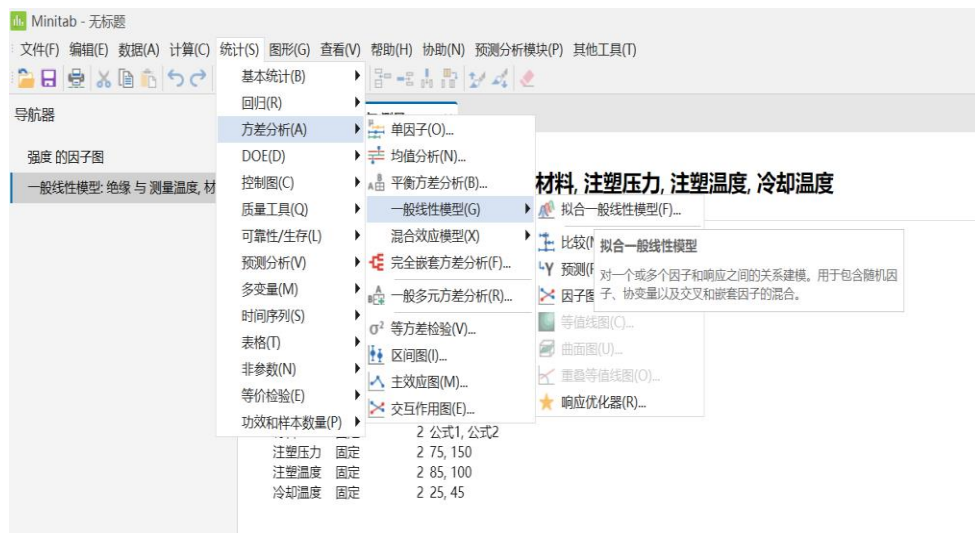 Minitab - 无标题
文件(F) 编辑(E) 数据(A) 计算(C) 统计(S) 图形(G) 查看(V) 帮助(H) 协助(N) 预测分析模块(P) 其他工具(T)
导航器
强度 的因子图
一般线性模型: 绝缘 与 测量温度, 材
基本统计(B)
回归(R)
方差分析(A)
DOE(D)
控制图(C)
质量工具(Q)
可靠性/生存(L)
预测分析(V)
多变量(M)
时间序列(S)
表格(T)
非参数(N)
等价检验(E)
功效和样本数量(P)
单因子(O)...
均值分析(N)...
平衡方差分析(B)...
一般线性模型(G)
混合效应模型(X)
完全嵌套方差分析(F)...
一般多元方差分析(R)...
等方差检验(V)...
区间图(I)...
主效应图(M)...
交互作用图(E)...
材料, 注塑压力, 注塑温度, 冷却温度
拟合一般线性模型(F)...
比较(
预测(
因子图
等值线图(C)...
曲面图(U)...
重叠等值线图(O)...
响应优化器(R)...
拟合一般线性模型
对一个或多个因子和响应之间的关系建模。用于包含随机因
子、协变量以及交叉和嵌套因子的混合。
2 公式1, 公式2
注塑压力 固定 2 75, 150
注塑温度 固定 2 85, 100
冷却温度 固定 2 25, 45